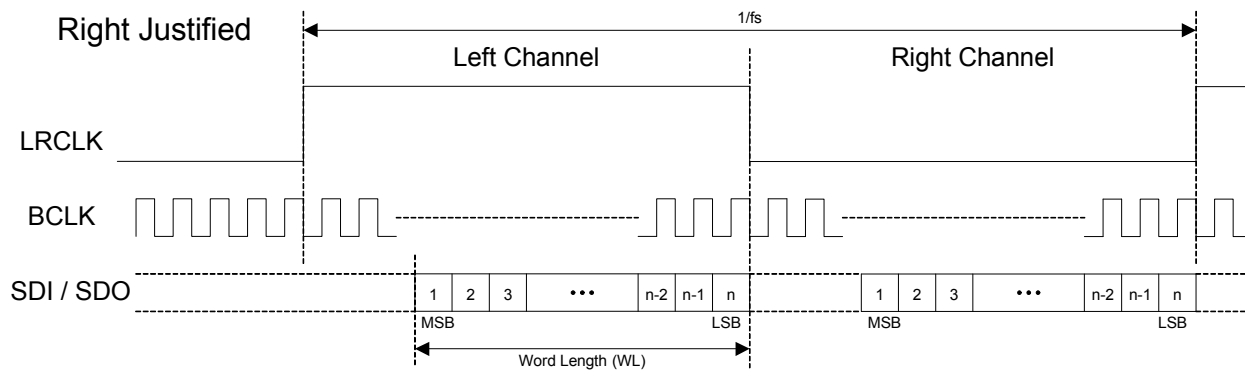 Right Justified
1/fs
Left Channel
Right Channel
LRCLK
BCLK
SDI / SDO
1 2 3 ••• n-2 n-1 n 1 2 3 ••• n-2 n-1 n
MSB LSB MSB LSB
Word Length (WL)